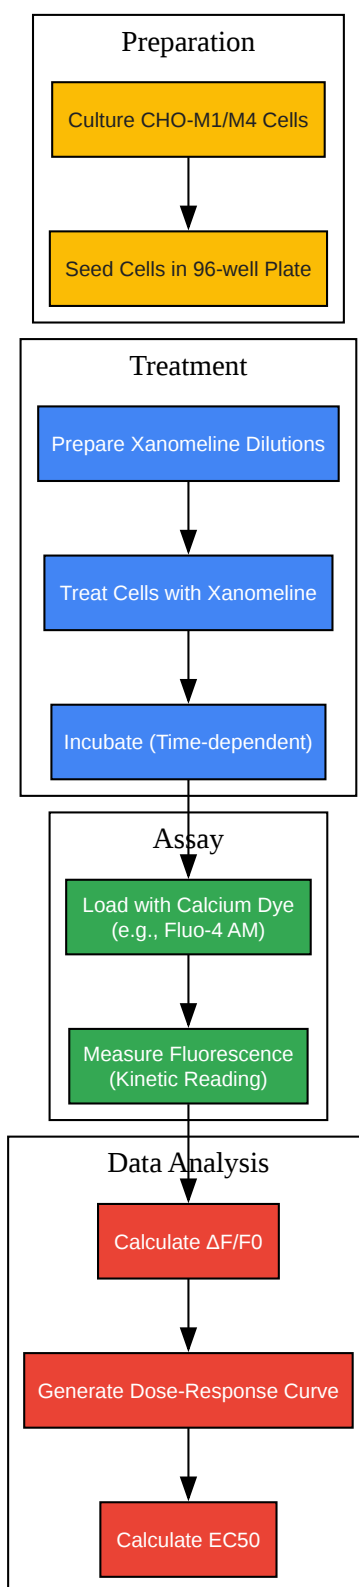 Preparation
Culture CHO-M1/M4 Cells
Seed Cells in 96-well Plate
Treatment
Prepare Xanomeline Dilutions
Treat Cells with Xanomeline
Incubate (Time-dependent)
Assay
Load with Calcium Dye
(e.g., Fluo-4 AM)
Measure Fluorescence
(Kinetic Reading)
Data Analysis
Calculate ΔF/F0
Generate Dose-Response Curve
Calculate EC50